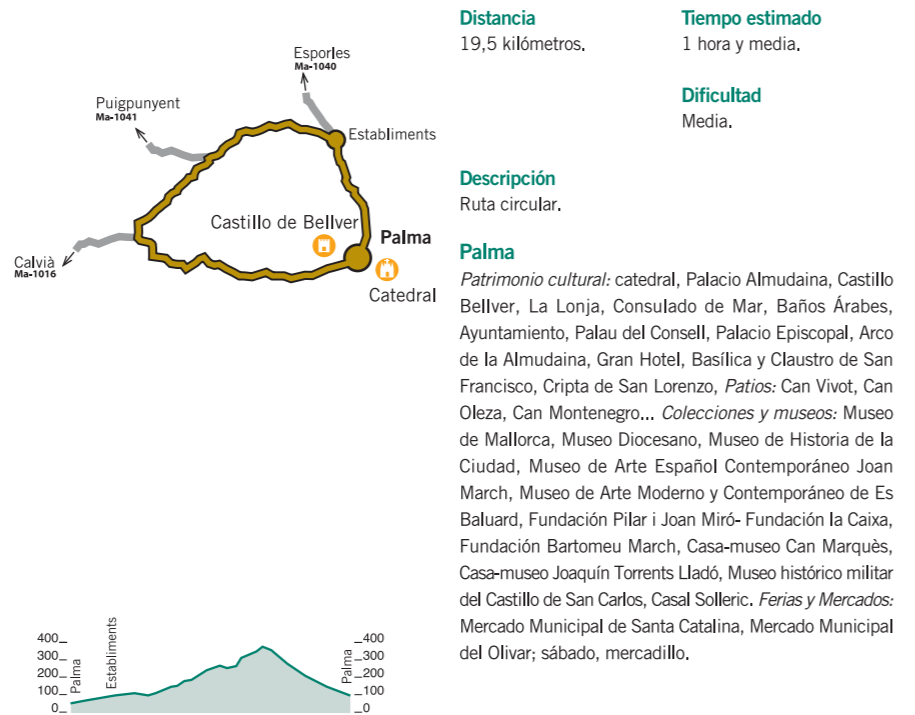 Esporles
Ma-1040
Puigpunyent
Ma-1041
Establiments
Castillo de Bellver
Palma
Calvià
Ma-1016
Catedral
Distancia
19,5 kilómetros.
Tiempo estimado
1 hora y media.
Dificultad
Media.
Descripción
Ruta circular.
Palma
Patrimonio cultural: catedral, Palacio Almudaina, Castillo
Bellver, La Lonja, Consulado de Mar, Baños Árabes,
Ayuntamiento, Palau del Consell, Palacio Episcopal, Arco
de la Almudaina, Gran Hotel, Basílica y Claustro de San
Francisco, Cripta de San Lorenzo, Patios: Can Vivot, Can
Oleza, Can Montenegro... Colecciones y museos: Museo
de Mallorca, Museo Diocesano, Museo de Historia de la
Ciudad, Museo de Arte Español Contemporáneo Joan
March, Museo de Arte Moderno y Contemporáneo de Es
Baluard, Fundación Pilar i Joan Miró- Fundación la Caixa,
Fundación Bartomeu March, Casa-museo Can Marquès,
Casa-museo Joaquín Torrents Lladó, Museo histórico militar
del Castillo de San Carlos, Casal Solleric. Ferias y Mercados:
Mercado Municipal de Santa Catalina, Mercado Municipal
del Olivar; sábado, mercadillo.
400
300
200
100
0
Palma
Establiments
Palma
400
300
200
100
0